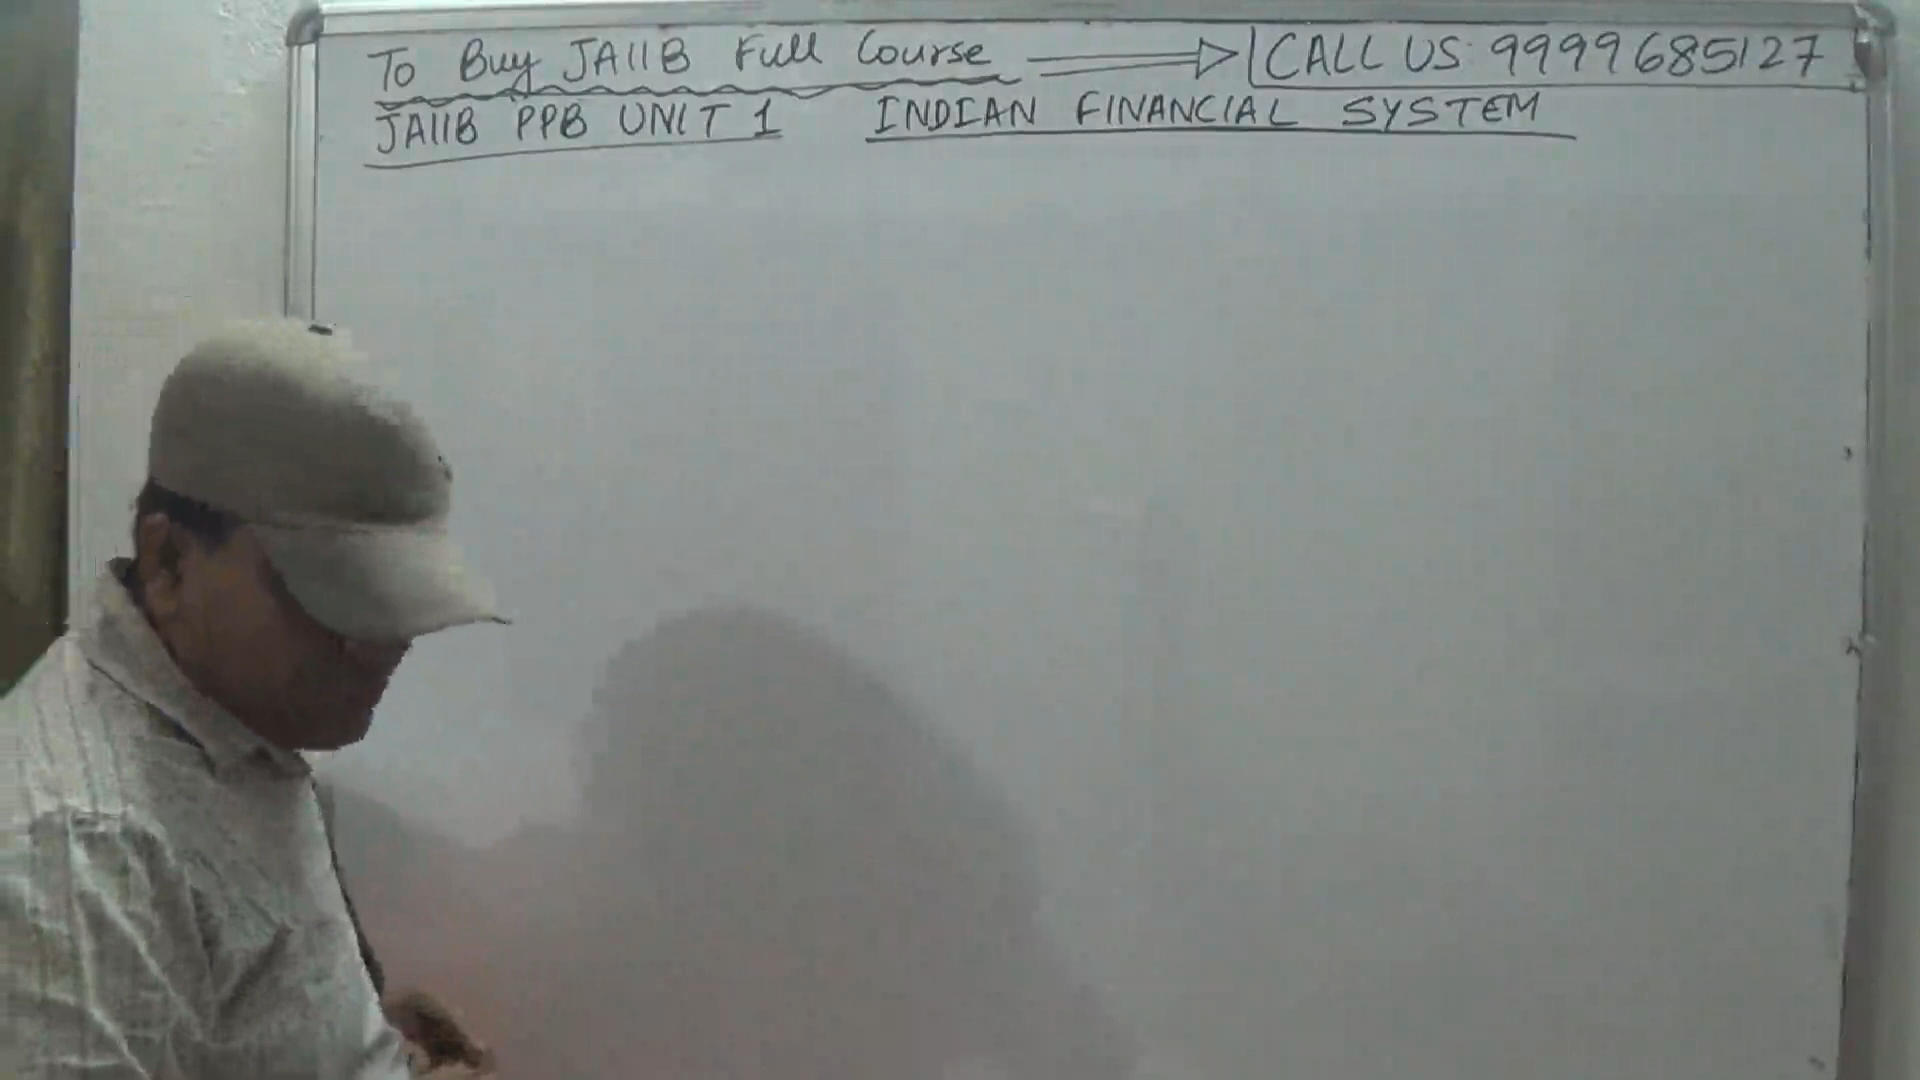 To Buy JAIIB Full Course CALL US: 9999685127
JAIIB PPB UNIT 1 INDIAN FINANCIAL SYSTEM